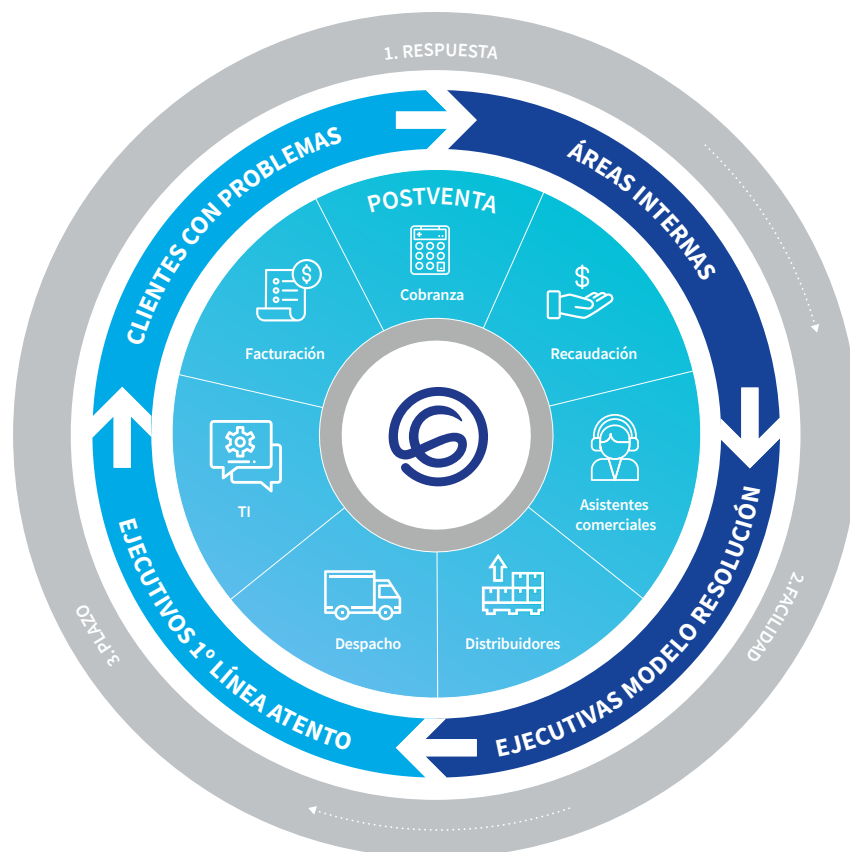 1. RESPUESTA
CLIENTES CON PROBLEMAS
ÁREAS INTERNAS
POSTVENTA
Cobranza
Facturación
Recaudación
TI
Asistentes
comerciales
Despacho
Distribuidores
EJECUTIVOS 1º LÍNEA ATENTO
EJECUTIVAS MODELO RESOLUCIÓN
2.FACILIDAD
3.PLAZO